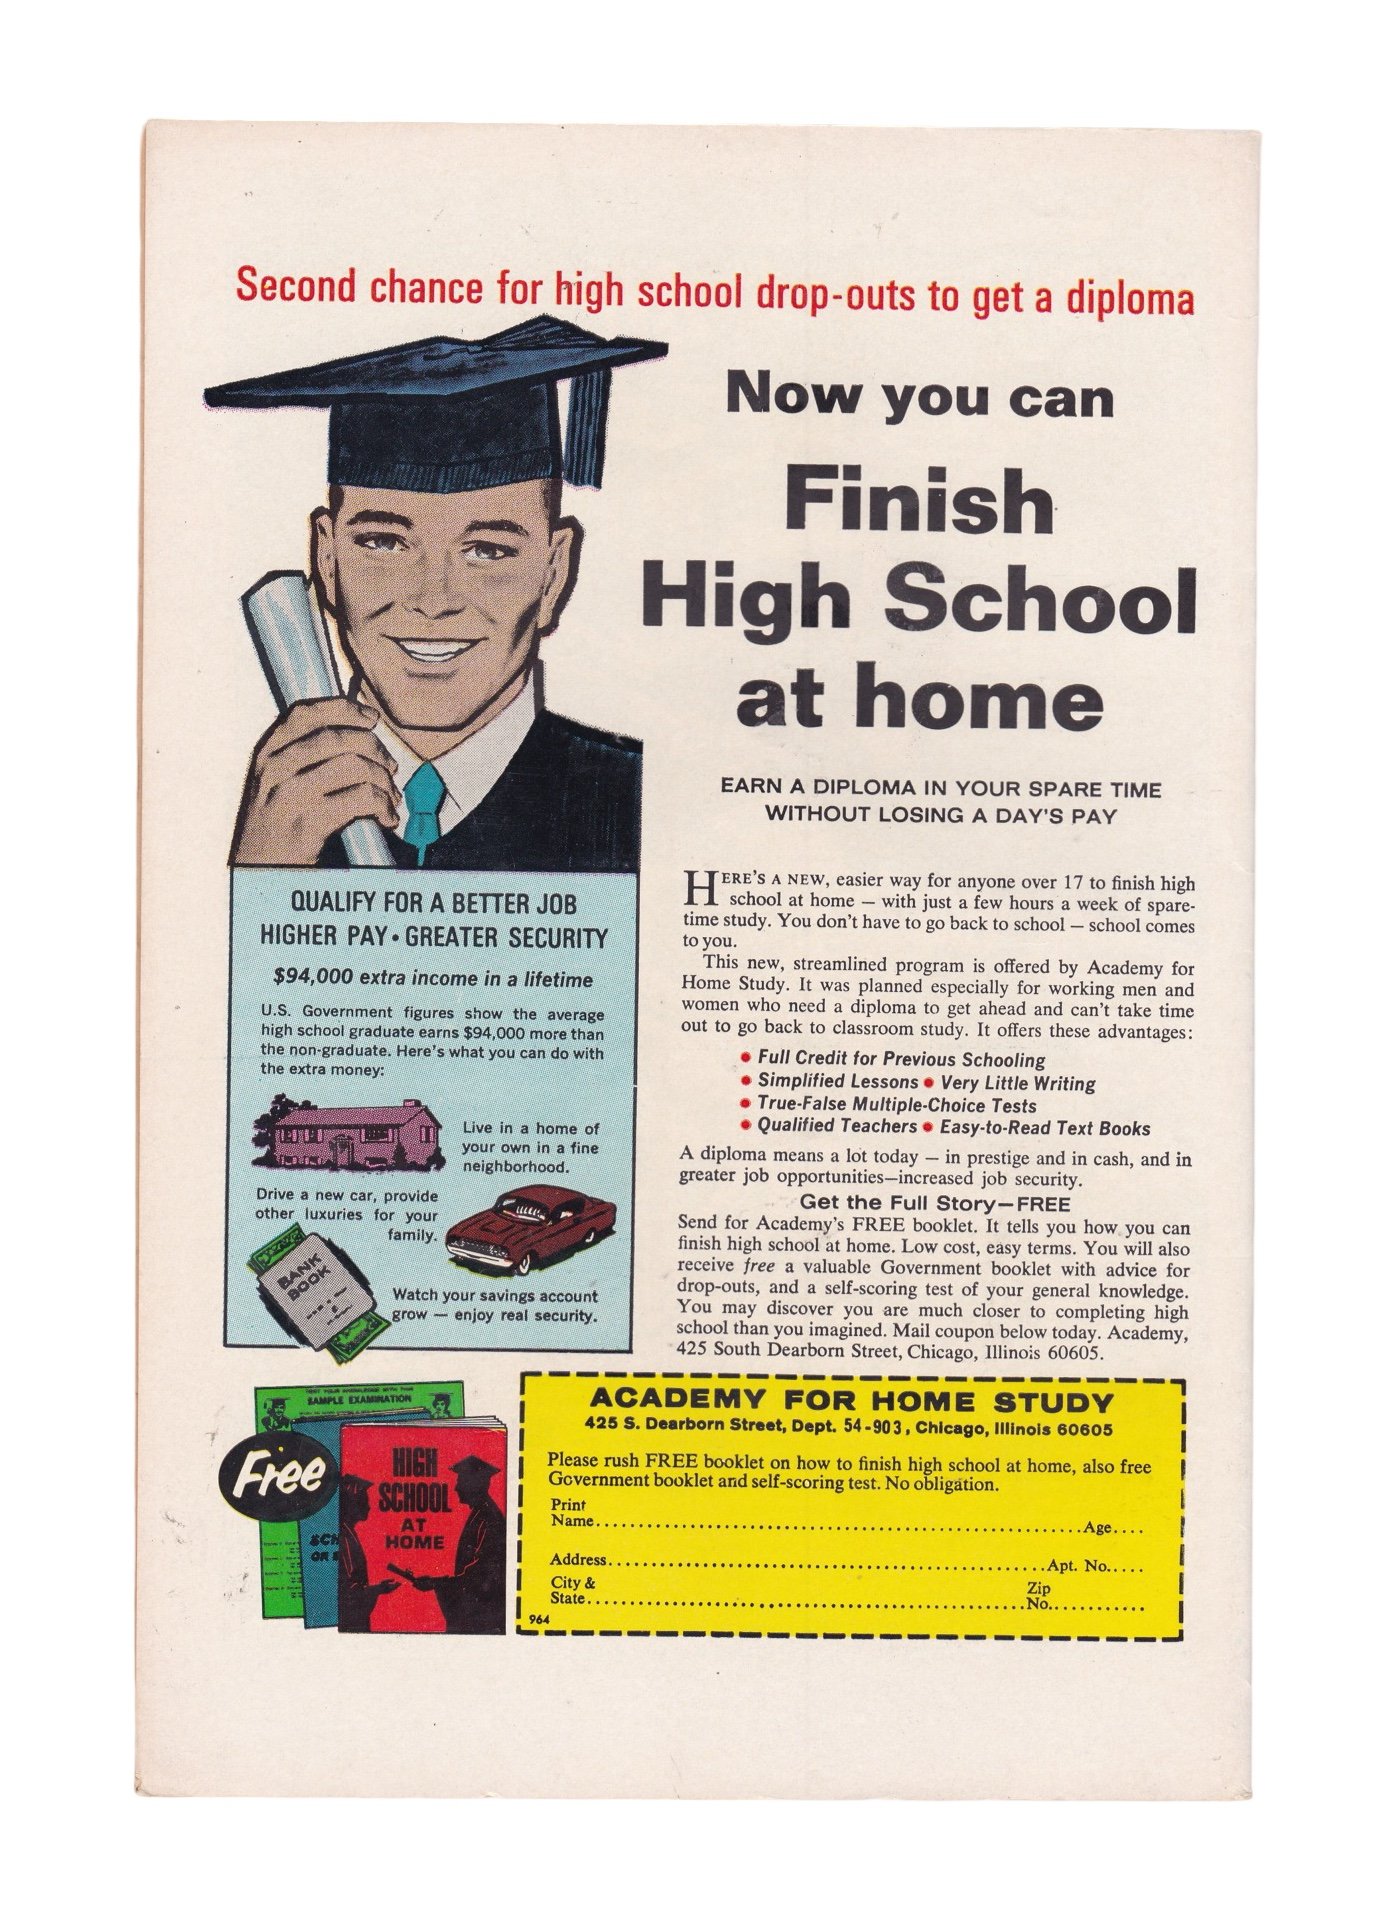 Second chance for high school drop-outs to get a diploma
Now you can
Finish
High School
at home
EARN A DIPLOMA IN YOUR SPARE TIME
WITHOUT LOSING A DAY'S PAY
HERE'S A NEW, easier way for anyone over 17 to finish high
school at home — with just a few hours a week of spare-
time study. You don't have to go back to school — school comes
to you.
This new, streamlined program is offered by Academy for
Home Study. It was planned especially for working men and
women who need a diploma to get ahead and can't take time
out to go back to classroom study. It offers these advantages:
• Full Credit for Previous Schooling
• Simplified Lessons • Very Little Writing
• True-False Multiple-Choice Tests
• Qualified Teachers • Easy-to-Read Text Books
A diploma means a lot today — in prestige and in cash, and in
greater job opportunities—increased job security.
Get the Full Story—FREE
Send for Academy's FREE booklet. It tells you how you can
finish high school at home. Low cost, easy terms. You will also
receive free a valuable Government booklet with advice for
drop-outs, and a self-scoring test of your general knowledge.
You may discover you are much closer to completing high
school than you imagined. Mail coupon below today. Academy,
425 South Dearborn Street, Chicago, Illinois 60605.
QUALIFY FOR A BETTER JOB
HIGHER PAY • GREATER SECURITY
$94,000 extra income in a lifetime
U.S. Government figures show the average
high school graduate earns $94,000 more than
the non-graduate. Here's what you can do with
the extra money:
Live in a home of
your own in a fine
neighborhood.
Drive a new car, provide
other luxuries for your
family.
BANK
BOOK
Watch your savings account
grow — enjoy real security.
SAMPLE EXAMINATION
Free
HIGH
SCHOOL
AT
HOME
ACADEMY FOR HOME STUDY
425 S. Dearborn Street, Dept. 54-903, Chicago, Illinois 60605
Please rush FREE booklet on how to finish high school at home, also free
Government booklet and self-scoring test. No obligation.
Print
Name Age
Address Apt. No.
City & Zip
State No.
964